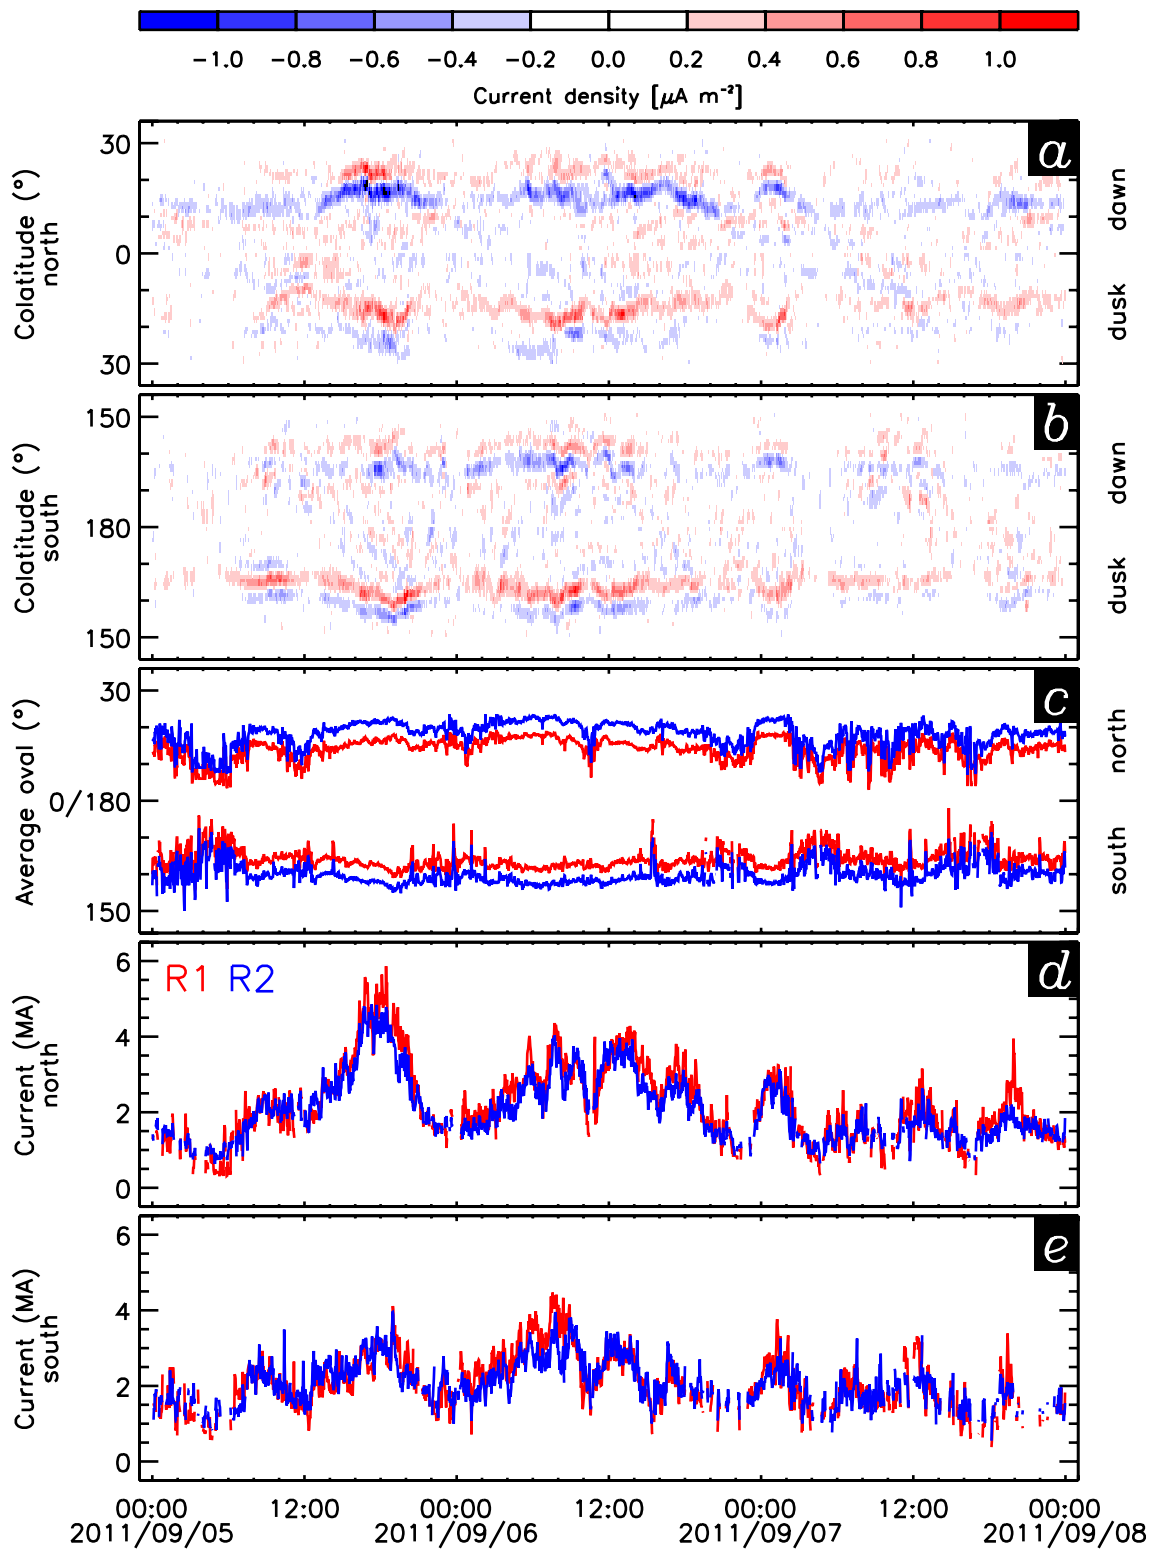 -1.0 -0.8 -0.6 -0.4 -0.2 0.0 0.2 0.4 0.6 0.8 1.0
Current density [μA m⁻²]
a
Colatitude (°)
north
30
0
30
dawn
dusk
b
Colatitude (°)
south
150
180
150
dawn
dusk
c
Average oval (°)
30
0/180
150
north
south
d
R1 R2
Current (MA)
north
6
4
2
0
e
Current (MA)
south
6
4
2
0
00:00 12:00 00:00 12:00 00:00 12:00 00:00
2011/09/05 2011/09/06 2011/09/07 2011/09/08